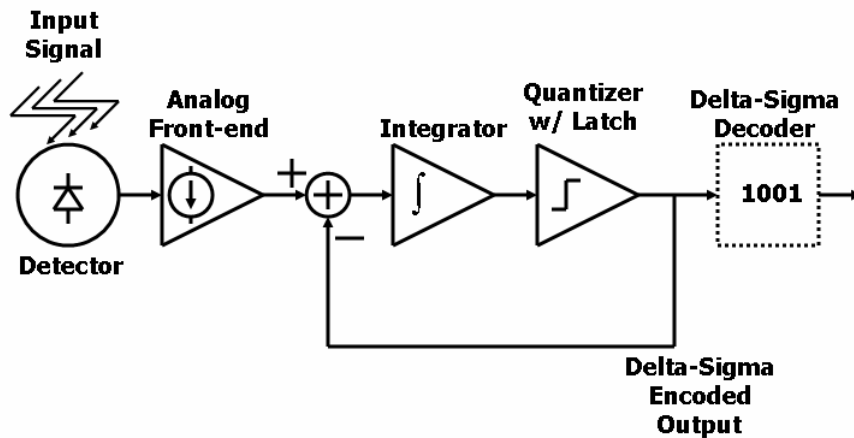 Input
Signal
Analog
Front-end
Integrator
Quantizer
w/ Latch
Delta-Sigma
Decoder
+
+
−
∫
1001
Detector
Delta-Sigma
Encoded
Output